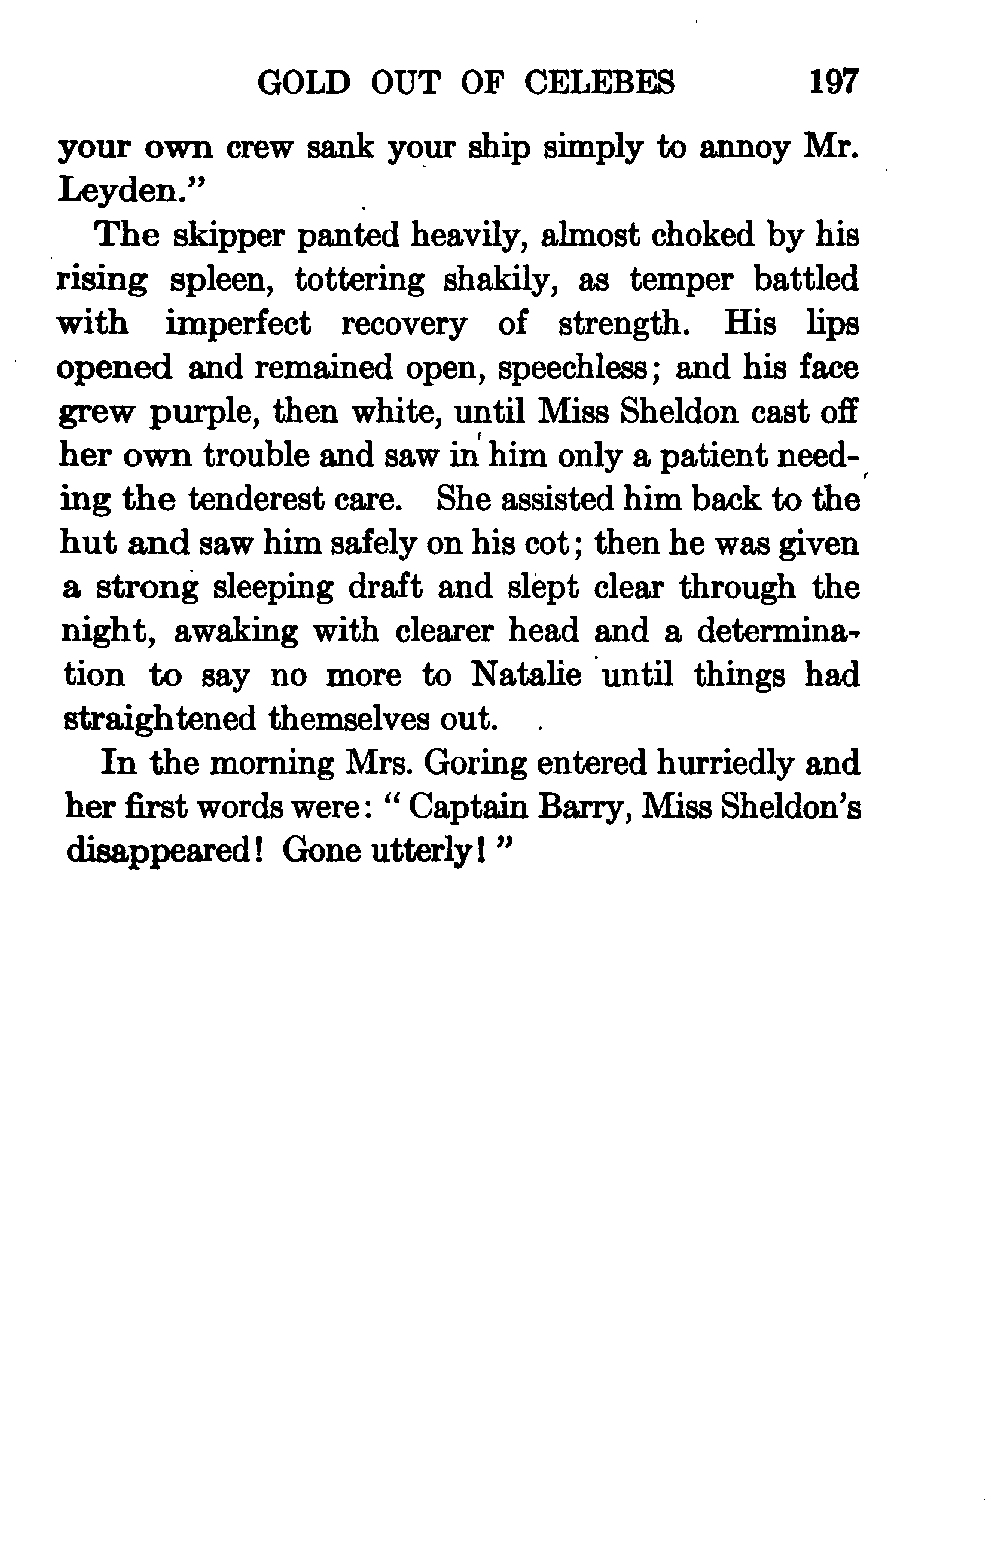 GOLD OUT OF CELEBES 197
your own crew sank your ship simply to annoy Mr.
Leyden."
The skipper panted heavily, almost choked by his
rising spleen, tottering shakily, as temper battled
with imperfect recovery of strength. His lips
opened and remained open, speechless; and his face
grew purple, then white, until Miss Sheldon cast off
her own trouble and saw in him only a patient need-
ing the tenderest care. She assisted him back to the
hut and saw him safely on his cot; then he was given
a strong sleeping draft and slept clear through the
night, awaking with clearer head and a determina-
tion to say no more to Natalie until things had
straightened themselves out.
In the morning Mrs. Goring entered hurriedly and
her first words were: " Captain Barry, Miss Sheldon's
disappeared! Gone utterly! "